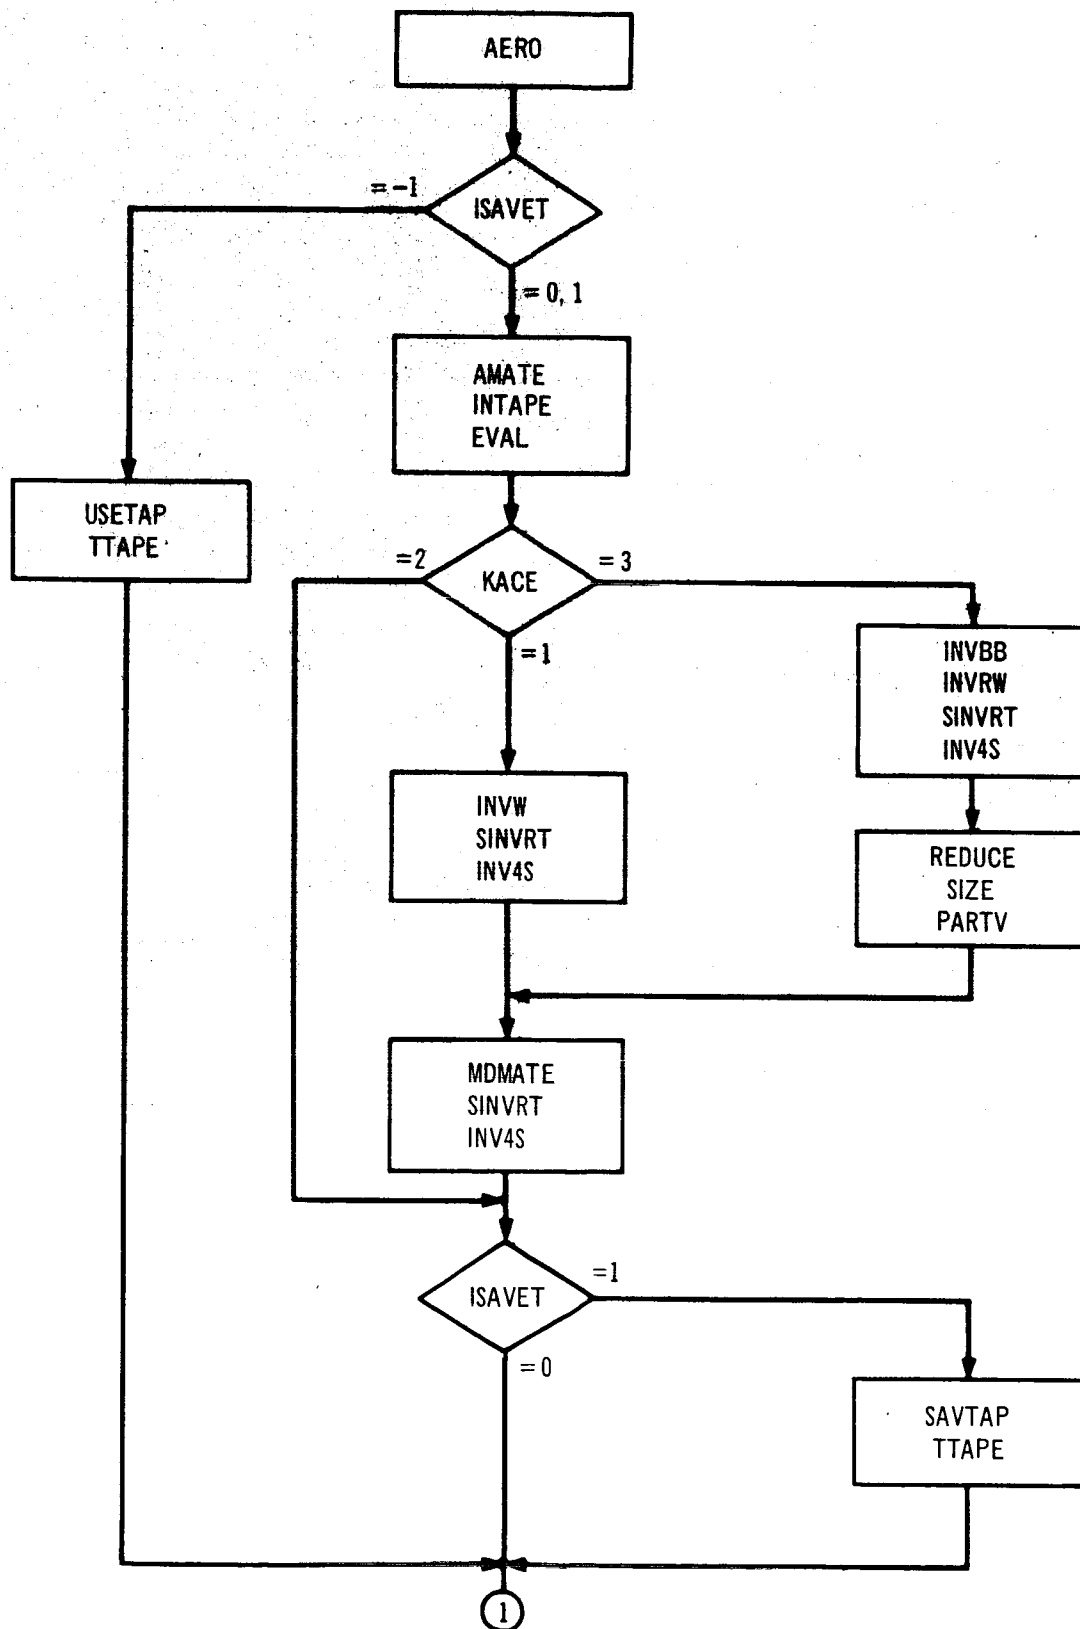 AERO
=-1
ISAVET
=0, 1
AMATE
INTAPE
EVAL
USETAP
TTAPE
=2
KACE
=3
=1
INVBB
INVRW
SINVRT
INV4S
INVW
SINVRT
INV4S
REDUCE
SIZE
PARTV
MDMATE
SINVRT
INV4S
ISAVET
=1
=0
SAVTAP
TTAPE
1